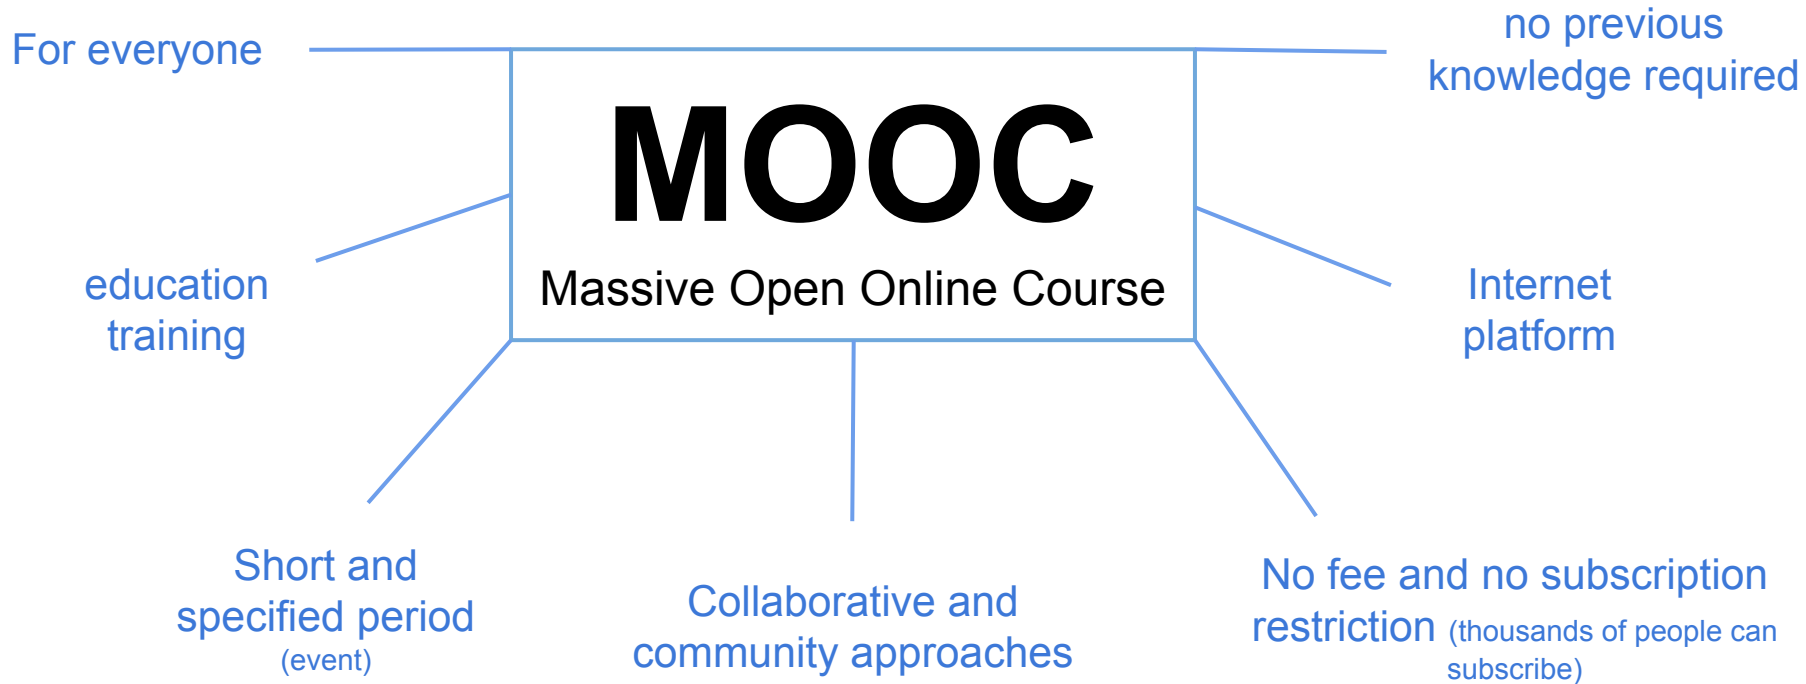 For everyone
no previous
knowledge required
MOOC
Massive Open Online Course
education
training
Internet
platform
Short and
specified period
(event)
Collaborative and
community approaches
No fee and no subscription
restriction (thousands of people can
subscribe)